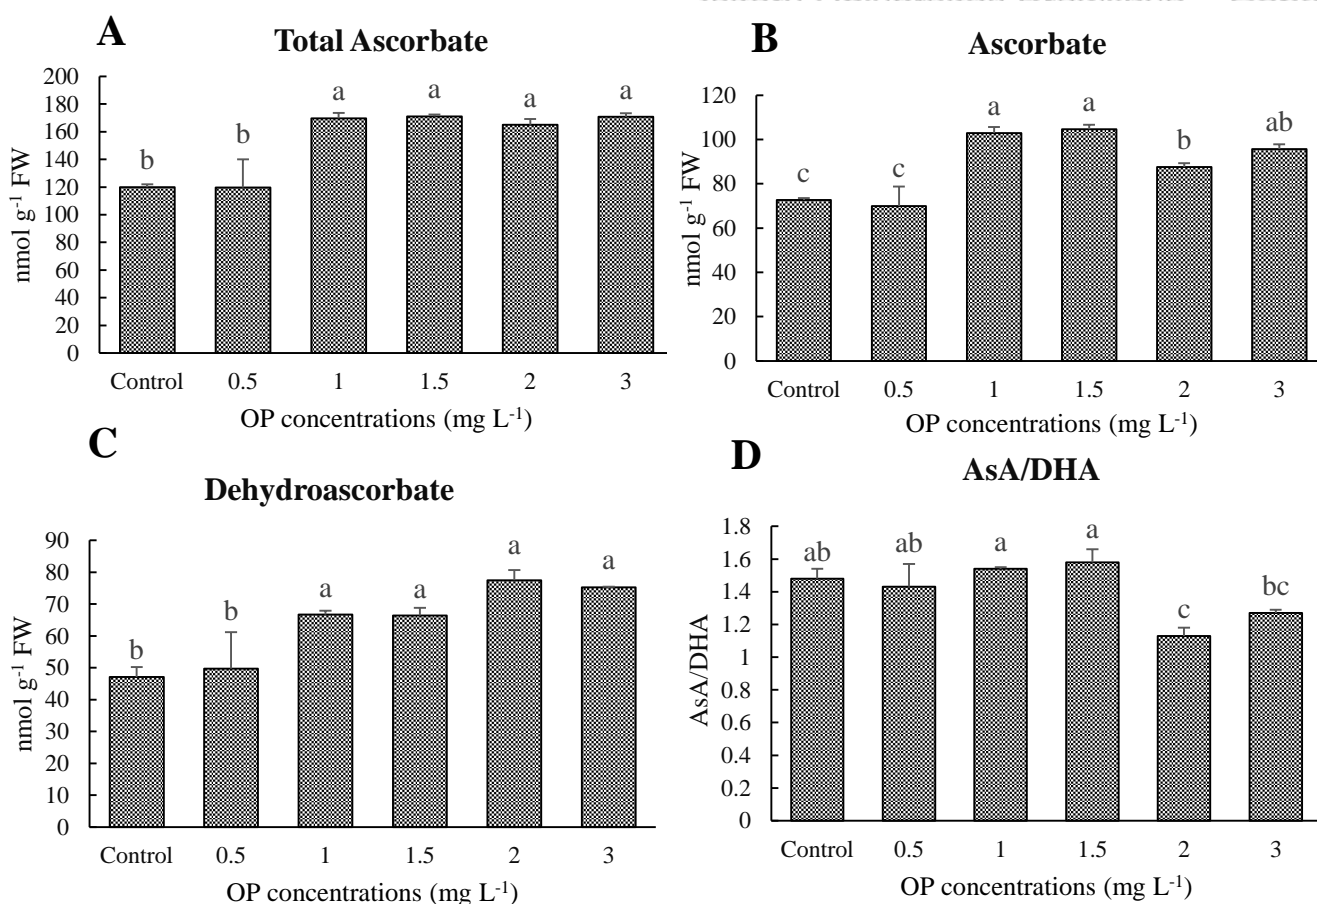 A
Total Ascorbate
200
180
160
140
120
100
80
60
40
20
0
nmol g-1 FW
b
b
a
a
a
a
Control 0.5 1 1.5 2 3
OP concentrations (mg L-1)
B
Ascorbate
120
100
80
60
40
20
0
nmol g-1 FW
c
c
a
a
b
ab
Control 0.5 1 1.5 2 3
OP concentrations (mg L-1)
C
Dehydroascorbate
90
80
70
60
50
40
30
20
10
0
nmol g-1 FW
b
b
a
a
a
a
Control 0.5 1 1.5 2 3
OP concentrations (mg L-1)
D
AsA/DHA
1.8
1.6
1.4
1.2
1
0.8
0.6
0.4
0.2
0
AsA/DHA
ab
ab
a
a
c
bc
Control 0.5 1 1.5 2 3
OP concentrations (mg L-1)